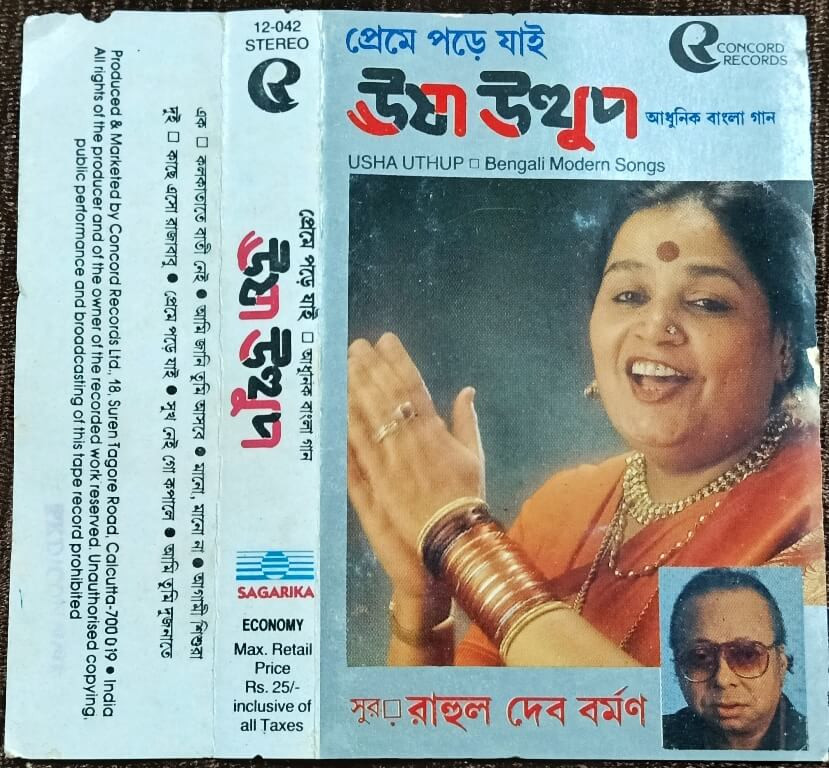 Produced & Marketed by Concord Records Ltd., 18, Suren Tagore Road, Calcutta-700 019 ● India
All rights of the producer and of the owner of the recorded work reserved. Unauthorised copying,
public performance and broadcasting of this tape record prohibited
এক □ কলকাতাতে বাড়ী নেই ● আমি জানি তুমি আসবে ● মানো, মানো না ● আগামী শিশুরা
দুই □ কাছে এসো রাজাবাবু ● প্রেমে পড়ে যাই ● সুখ নেই গো কপালে ● আমি তুমি দুজনাতে
12-042
STEREO
প্রেমে পড়ে যাই □ আধুনিক বাংলা গান
ঊষা উত্থুপ
SAGARIKA
ECONOMY
Max. Retail
Price
Rs. 25/-
inclusive of
all Taxes
প্রেমে পড়ে যাই
CONCORD
RECORDS
ঊষা উত্থুপ আধুনিক বাংলা গান
USHA UTHUP □ Bengali Modern Songs
সুর □ রাহুল দেব বর্মণ